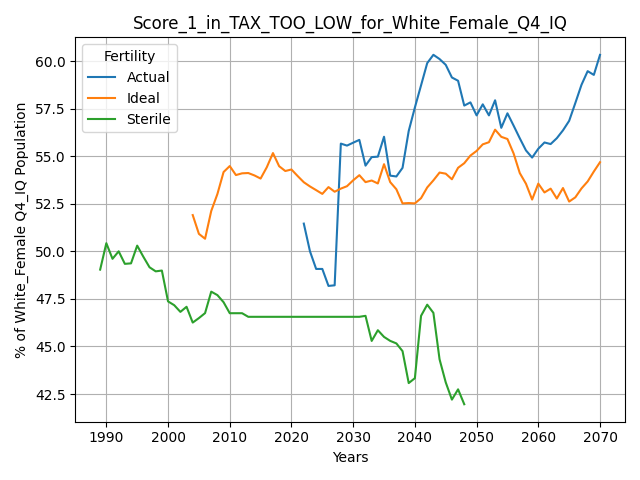 Score_1_in_TAX_TOO_LOW_for_White_Female_Q4_IQ
Fertility
Actual
Ideal
Sterile
% of White_Female Q4_IQ Population
60.0
57.5
55.0
52.5
50.0
47.5
45.0
42.5
1990 2000 2010 2020 2030 2040 2050 2060 2070
Years